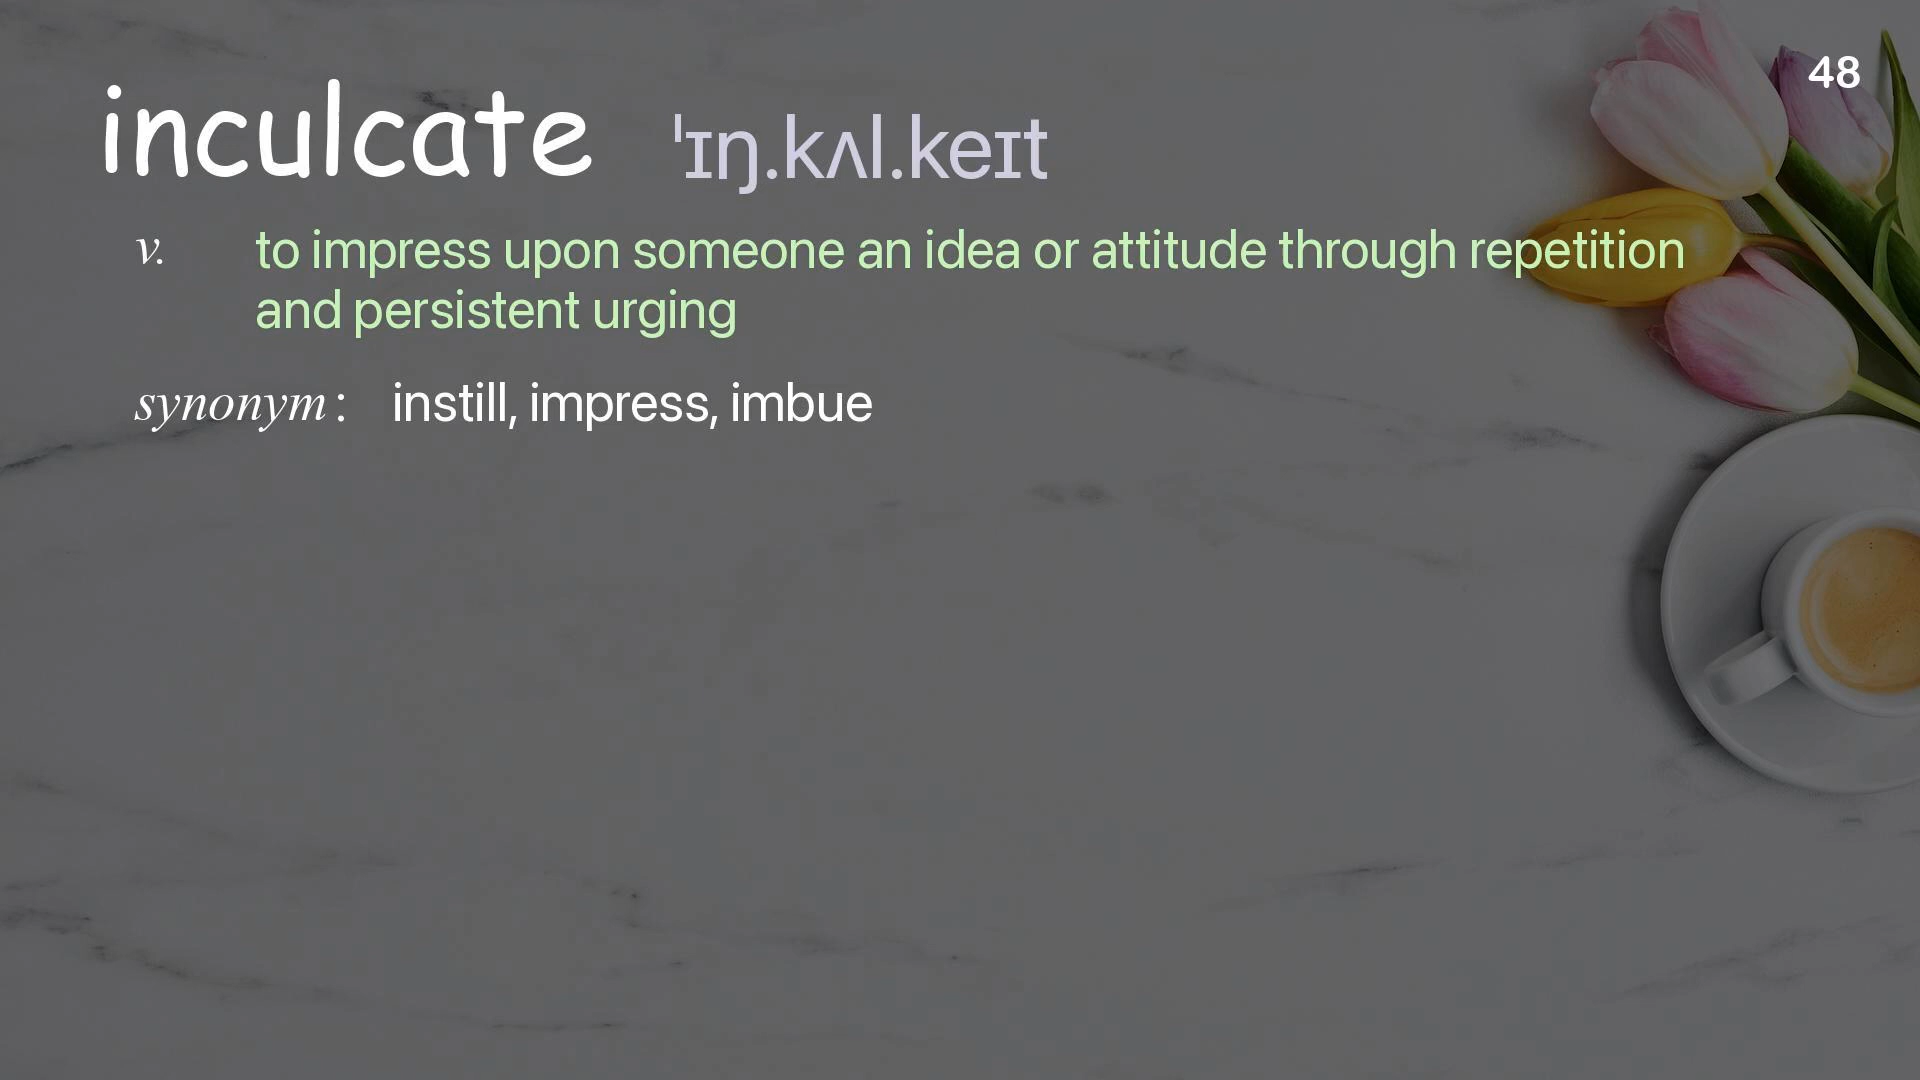 48
inculcate ˈɪŋ.kʌl.keɪt
v. to impress upon someone an idea or attitude through repetition
and persistent urging
synonym : instill, impress, imbue